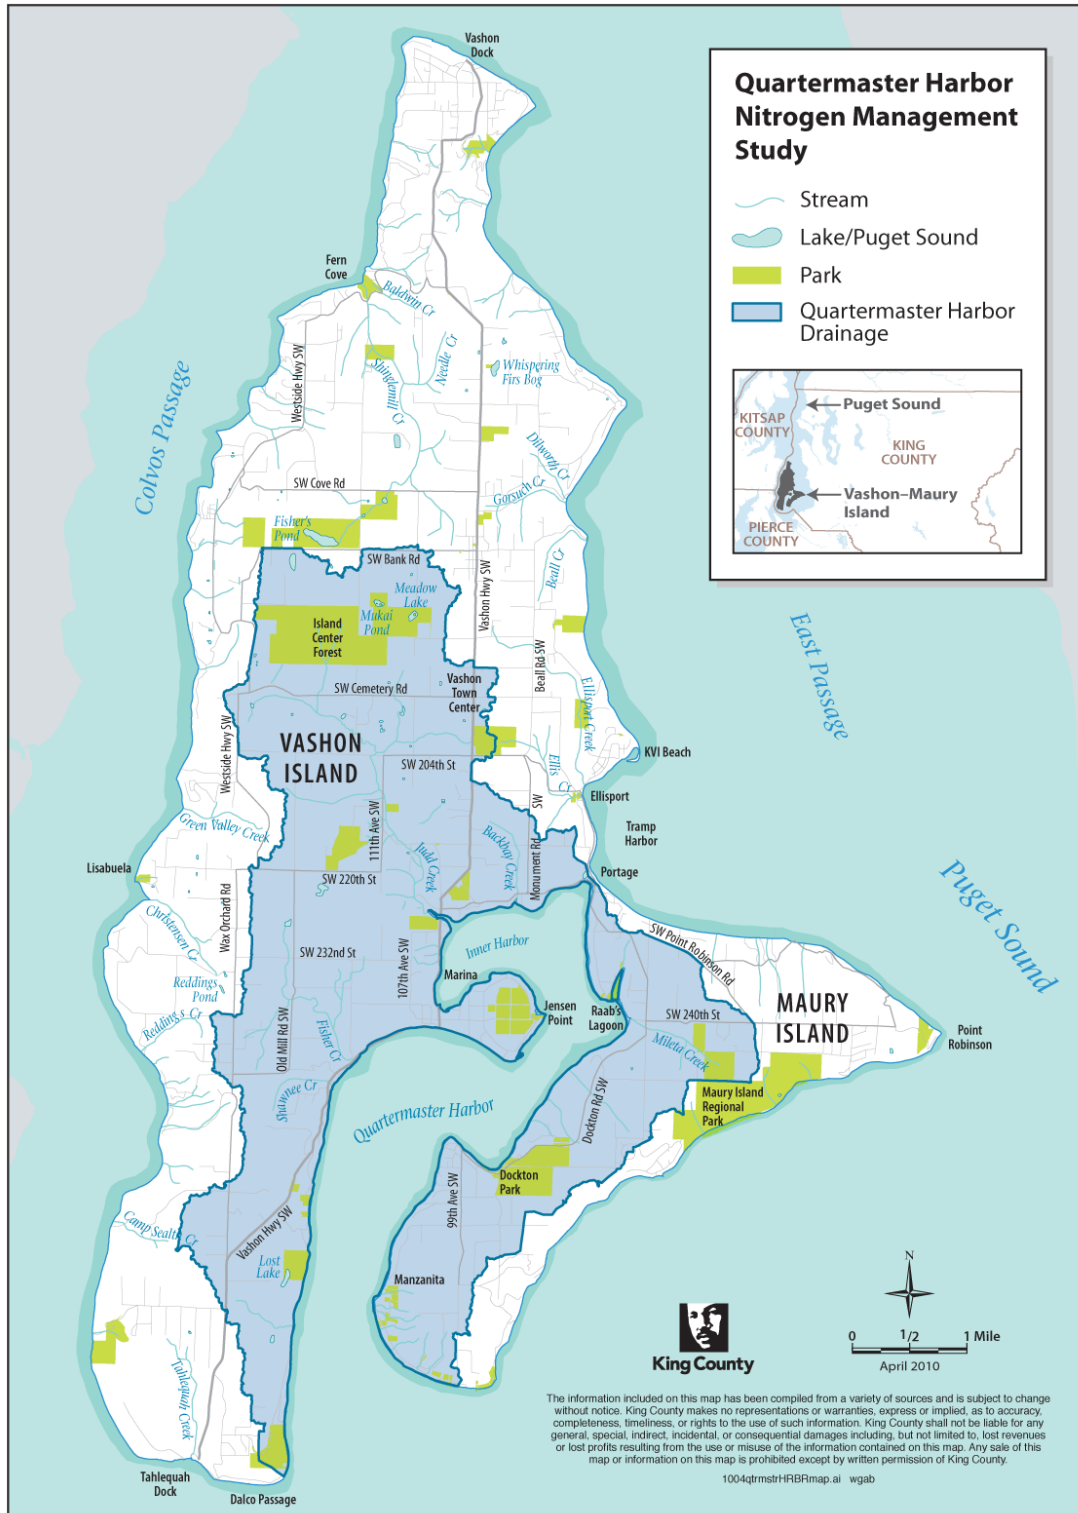 Vashon
Dock
Quartermaster Harbor
Nitrogen Management
Study
Stream
Lake/Puget Sound
Park
Quartermaster Harbor
Drainage
Puget Sound
KITSAP
COUNTY
KING
COUNTY
Vashon–Maury
Island
PIERCE
COUNTY
Fern
Cove
Baldwin Cr
Westside Hwy SW
Shinglemill Cr
Needle Cr
Whispering
Firs Bog
Colvos Passage
Dilworth Cr
SW Cove Rd
Gorsuch Cr
Fisher's
Pond
SW Bank Rd
Beall Cr
Vashon Hwy SW
Meadow
Lake
Mukai
Pond
Island
Center
Forest
East Passage
Beall Rd SW
SW Cemetery Rd
Vashon
Town
Center
Ellisport Creek
Westside Hwy SW
VASHON
ISLAND
SW 204th St
KVI Beach
Ellis
Cr
SW
Ellisport
111th Ave SW
Green Valley Creek
Tramp
Harbor
Backbay Creek
Judd Creek
Monument Rd
Lisabuela
SW 220th St
Portage
Puget Sound
Wax Orchard Rd
Christensen Cr
SW 232nd St
107th Ave SW
Inner Harbor
SW Point Robinson Rd
Marina
Reddings
Pond
Redding's Cr
Jensen
Point
Raab's
Lagoon
SW 240th St
MAURY
ISLAND
Point
Robinson
Old Mill Rd SW
Fisher Cr
Mileta Creek
Shawnee Cr
Maury Island
Regional
Park
Quartermaster Harbor
Dockton Rd SW
Dockton
Park
99th Ave SW
Camp Sealth Cr
Vashon Hwy SW
Lost
Lake
Manzanita
N
0 1/2 1 Mile
April 2010
King County
Tahlequah Creek
Tahlequah
Dock
Dalco Passage
The information included on this map has been compiled from a variety of sources and is subject to change
without notice. King County makes no representations or warranties, express or implied, as to accuracy,
completeness, timeliness, or rights to the use of such information. King County shall not be liable for any
general, special, indirect, incidental, or consequential damages including, but not limited to, lost revenues
or lost profits resulting from the use or misuse of the information contained on this map. Any sale of this
map or information on this map is prohibited except by written permission of King County.
1004qtrmstrHRBRmap.ai wgab